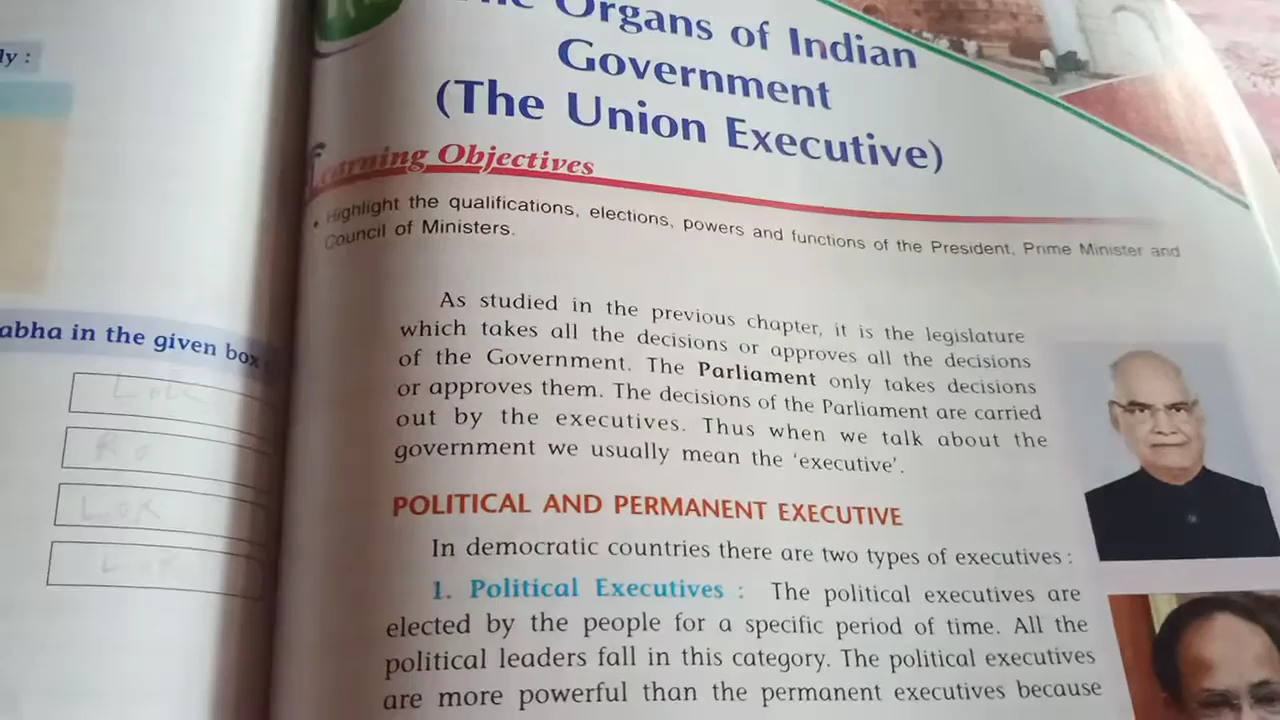 ly :
abha in the given box
Lok
Lok
Organs of Indian
Government
(The Union Executive)
Learning Objectives
• Highlight the qualifications, elections, powers and functions of the President, Prime Minister and
Council of Ministers.
As studied in the previous chapter, it is the legislature
which takes all the decisions or approves all the decisions
of the Government. The Parliament only takes decisions
or approves them. The decisions of the Parliament are carried
out by the executives. Thus when we talk about the
government we usually mean the ‘executive’.
POLITICAL AND PERMANENT EXECUTIVE
In democratic countries there are two types of executives :
1. Political Executives : The political executives are
elected by the people for a specific period of time. All the
political leaders fall in this category. The political executives
are more powerful than the permanent executives because